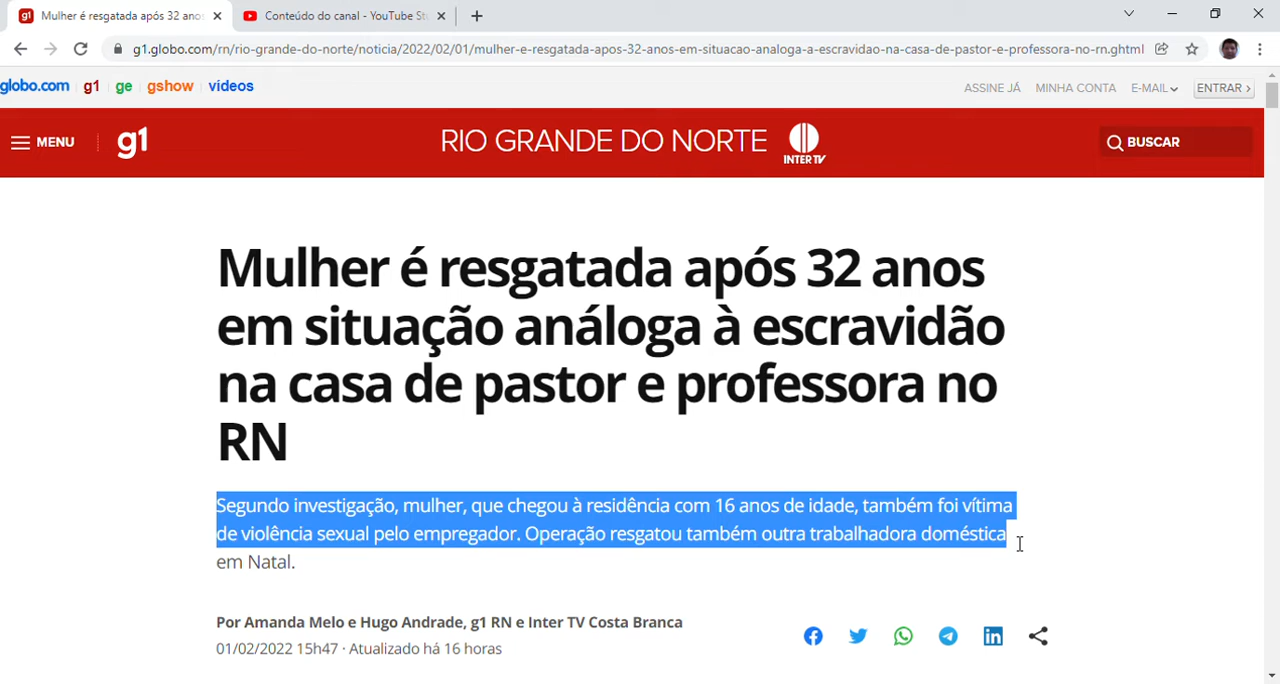 Mulher é resgatada após 32 anos
Conteúdo do canal - YouTube St
g1.globo.com/rn/rio-grande-do-norte/noticia/2022/02/01/mulher-e-resgatada-apos-32-anos-em-situacao-analoga-a-escravidao-na-casa-de-pastor-e-professora-no-rn.ghtml
globo.com g1 ge gshow videos ASSINE JÁ MINHA CONTA E-MAIL ENTRAR
MENU g1 RIO GRANDE DO NORTE INTER TV BUSCAR
Mulher é resgatada após 32 anos
em situação análoga à escravidão
na casa de pastor e professora no
RN
Segundo investigação, mulher, que chegou à residência com 16 anos de idade, também foi vítima
de violência sexual pelo empregador. Operação resgatou também outra trabalhadora doméstica
em Natal.
Por Amanda Melo e Hugo Andrade, g1 RN e Inter TV Costa Branca
01/02/2022 15h47 · Atualizado há 16 horas